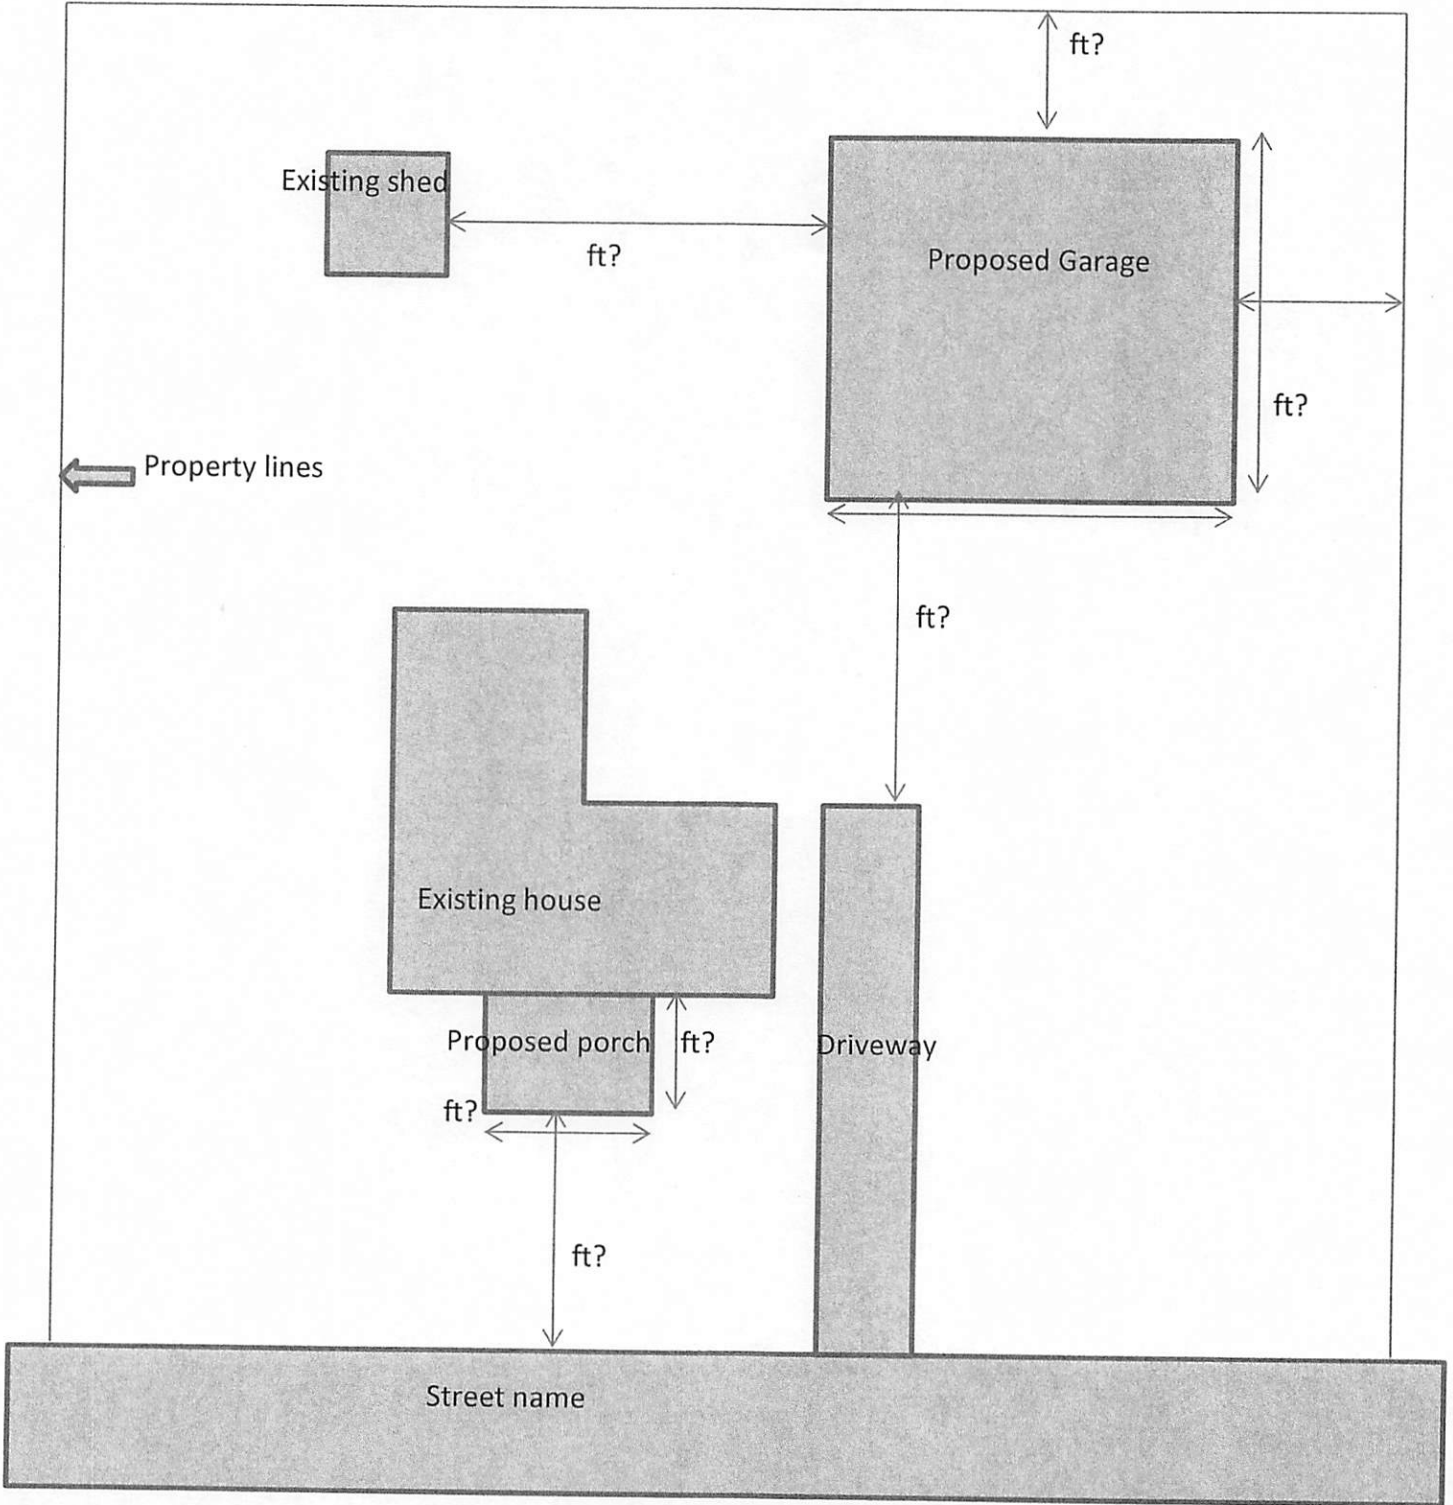 ft?
Existing shed
ft?
Proposed Garage
ft?
Property lines
ft?
Existing house
Proposed porch
ft?
Driveway
ft?
ft?
Street name